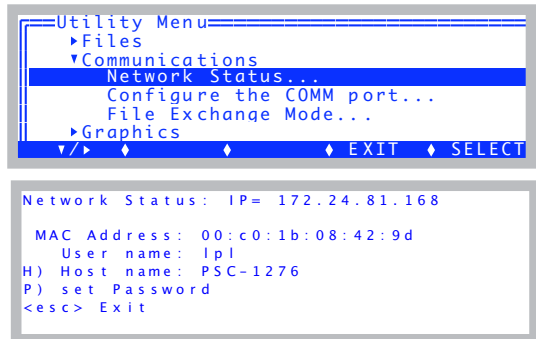 Utility Menu
▸Files
▾Communications
Network Status...
Configure the COMM port...
File Exchange Mode...
▸Graphics
▾/▸ ♦ ♦ ♦ EXIT ♦ SELECT
Network Status: IP= 172.24.81.168
MAC Address: 00:c0:1b:08:42:9d
User name: lpl
H) Host name: PSC-1276
P) set Password
<esc> Exit